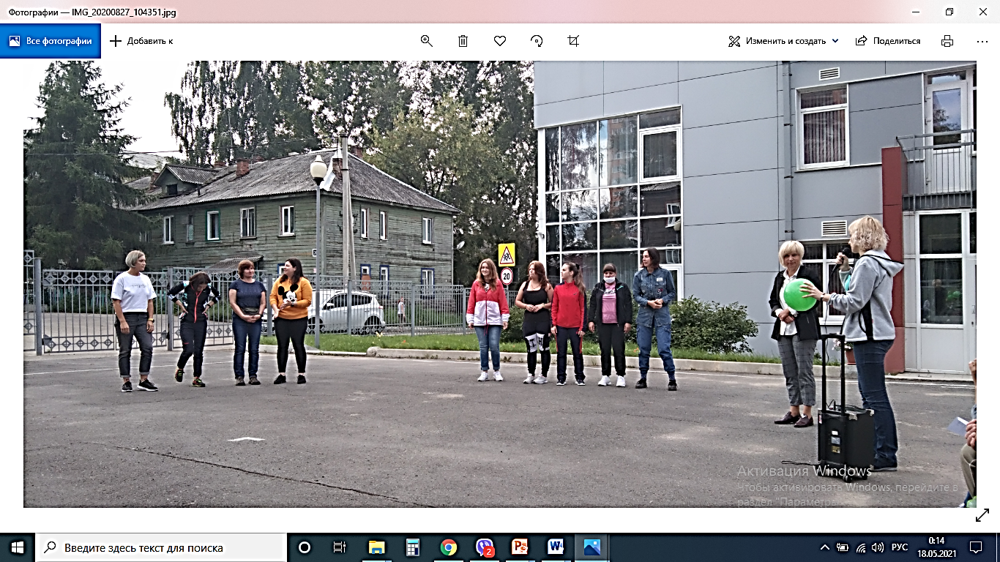 Фотографии — IMG_20200827_104351.jpg
Все фотографии
Добавить к
Изменить и создать
Поделиться
20
Активация Windows
Чтобы активировать Windows, перейдите в
раздел "Параметры
Введите здесь текст для поиска
2
РУС
0:14
18.05.2021